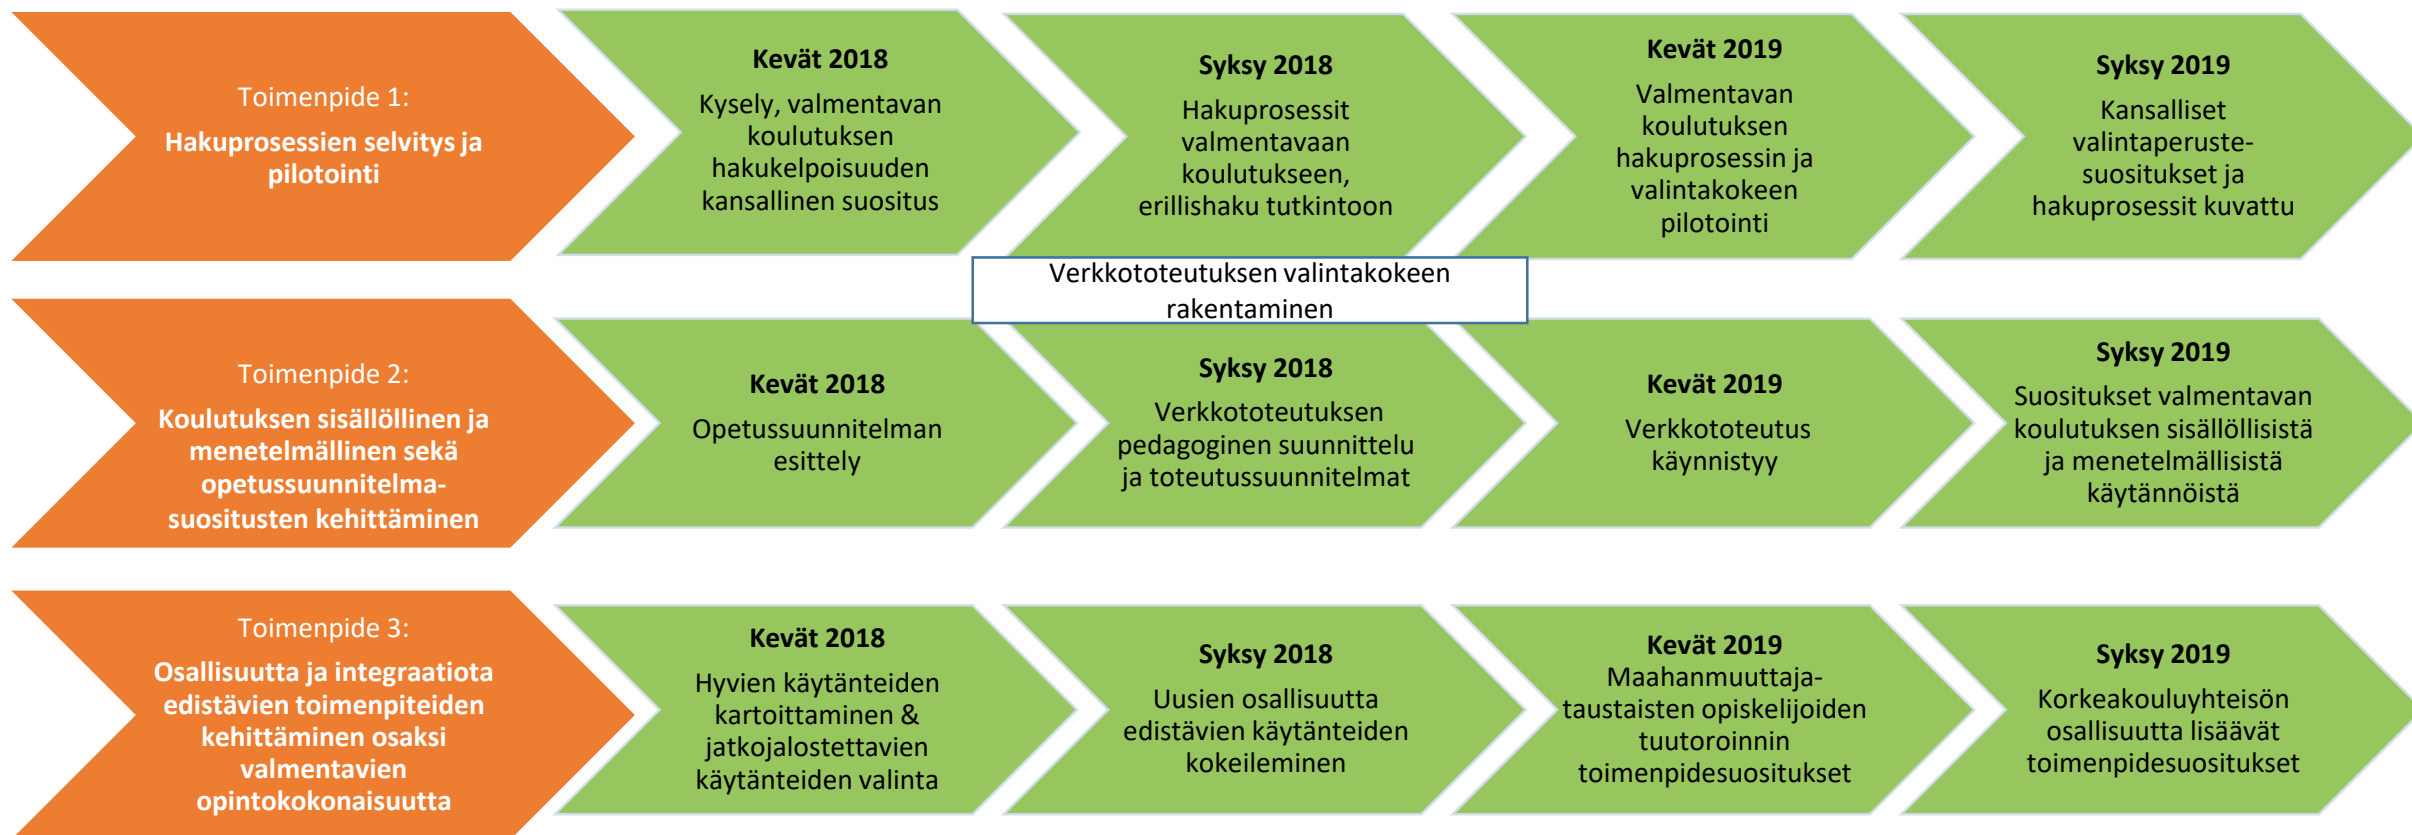 Toimenpide 1:
Hakuprosessien selvitys ja
pilotointi
Kevät 2018
Kysely, valmentavan
koulutuksen
hakukelpoisuuden
kansallinen suositus
Syksy 2018
Hakuprosessit
valmentavaan
koulutukseen,
erillishaku tutkintoon
Kevät 2019
Valmentavan
koulutuksen
hakuprosessin ja
valintakokeen
pilotointi
Syksy 2019
Kansalliset
valintaperuste-
suositukset ja
hakuprosessit kuvattu
Verkkototeutuksen valintakokeen
rakentaminen
Toimenpide 2:
Koulutuksen sisällöllinen ja
menetelmällinen sekä
opetussuunnitelma-
suositusten kehittäminen
Kevät 2018
Opetussuunnitelman
esittely
Syksy 2018
Verkkototeutuksen
pedagoginen suunnittelu
ja toteutussuunnitelmat
Kevät 2019
Verkkototeutus
käynnistyy
Syksy 2019
Suositukset valmentavan
koulutuksen sisällöllisistä
ja menetelmällisistä
käytännöistä
Toimenpide 3:
Osallisuutta ja integraatiota
edistävien toimenpiteiden
kehittäminen osaksi
valmentavien
opintokokonaisuutta
Kevät 2018
Hyvien käytänteiden
kartoittaminen &
jatkojalostettavien
käytänteiden valinta
Syksy 2018
Uusien osallisuutta
edistävien käytänteiden
kokeileminen
Kevät 2019
Maahanmuuttaja-
taustaisten opiskelijoiden
tuutoroinnin
toimenpidesuositukset
Syksy 2019
Korkeakouluyhteisön
osallisuutta lisäävät
toimenpidesuositukset